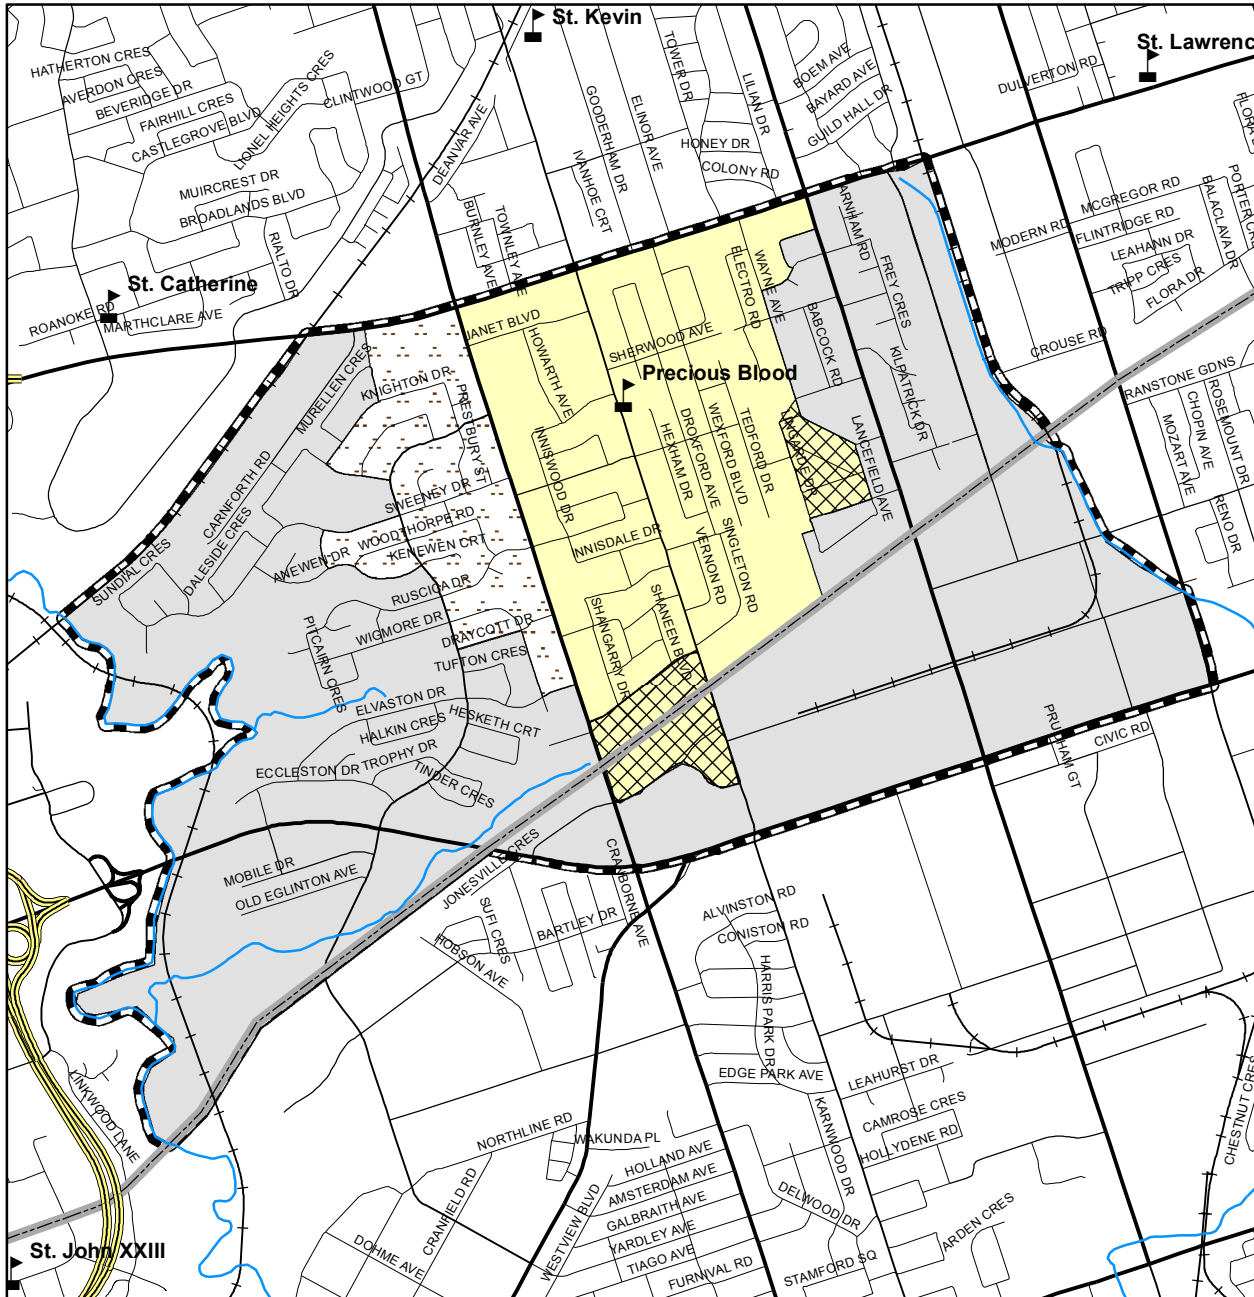 St. Kevin
St. Lawrenc
HATHERTON CRES
AVERDON CRES
BEVERIDGE DR
FAIRHILL CRES
CASTLEGROVE BLVD
LIONEL HEIGHTS CRES
CLINTWOOD GT
DEANVAR AVE
MUIRCREST DR
BROADLANDS BLVD
RIALTO DR
TOWER DR
LILIAN DR
BOEM AVE
BAYARD AVE
GUILD HALL DR
DULVERTON RD
GOODERHAM DR
ELINOR AVE
IVANHOE CRT
HONEY DR
COLONY RD
BURNLEY AVE
TOWNLEY AVE
St. Catherine
ROANOKE RD
MARTHCLARE AVE
MODERN RD
MCGREGOR RD
FLINTRIDGE RD
LEAHANN DR
TRIPP CRES
FLORA DR
BALACLAVA DR
CROUSE RD
RANSTONE GDNS
ROSEMOUNT DR
CHOPIN AVE
MOZART AVE
RENO DR
JANET BLVD
HOWARTH AVE
SHERWOOD AVE
ELECTRO RD
WAYNE AVE
ARNHAM RD
FREY CRES
BABCOCK RD
KILPATRICK DR
LANCEFIELD AVE
Precious Blood
MURELLEN CRES
KNIGHTON DR
PRESTBURY ST
INNISWOOD DR
HEXHAM DR
DROXFORD AVE
WEXFORD BLVD
TEDFORD DR
CARNFORTH RD
DALESIDE CRES
SUNDIAL CRES
SWEENEY DR
WOODTHORPE RD
KENEWEN CRT
ANEWEN DR
INNISDALE DR
VERNON RD
SINGLETON RD
RUSCICA DR
WIGMORE DR
PITCAIRN CRES
DRAYCOTT DR
TUFTON CRES
SHANGARRY DR
SHANEEN BLVD
ELVASTON DR
HALKIN CRES
HESKETH CRT
ECCLESTON DR
TROPHY DR
TINDER CRES
PRUDHAM GT
CIVIC RD
MOBILE DR
OLD EGLINTON AVE
JONESVILLE CRES
CRANBORNE AVE
SUFI CRES
BARTLEY DR
HOBSON AVE
ALVINSTON RD
CONISTON RD
HARRIS PARK DR
EDGE PARK AVE
LEAHURST DR
CAMROSE CRES
HOLLYDENE RD
KARNWOOD DR
LINKWOOD LANE
NORTHLINE RD
WAKUNDA PL
CRANFIELD RD
DOHME AVE
WESTVIEW BLVD
HOLLAND AVE
AMSTERDAM AVE
GALBRAITH AVE
YARDLEY AVE
TIAGO AVE
FURNIVAL RD
DELWOOD DR
STAMFORD SQ
ARDEN CRES
CHESTNUT CRES
St. John XXIII